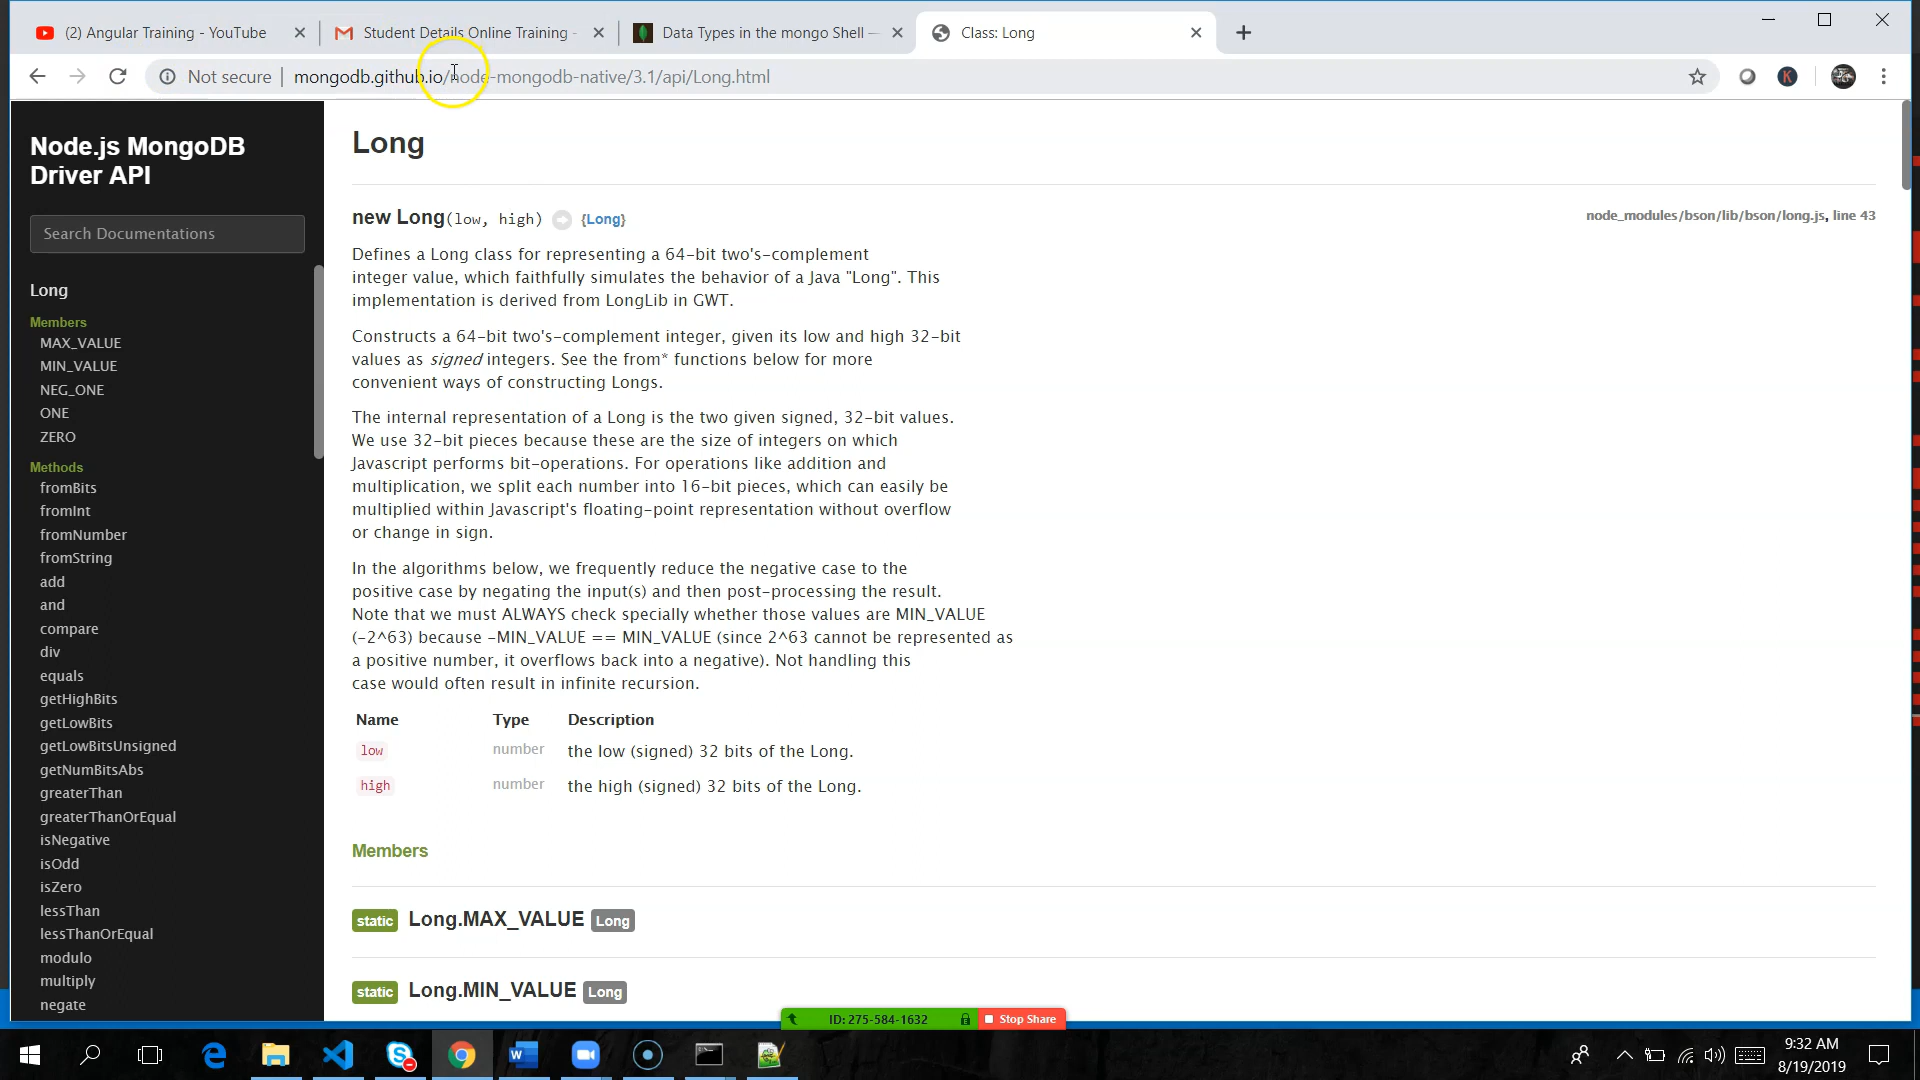 (2) Angular Training - YouTube
Student Details Online Training -
Data Types in the mongo Shell —
Class: Long
Not secure | mongodb.github.io/node-mongodb-native/3.1/api/Long.html
Node.js MongoDB
Driver API
Search Documentations
Long
Members
MAX_VALUE
MIN_VALUE
NEG_ONE
ONE
ZERO
Methods
fromBits
fromInt
fromNumber
fromString
add
and
compare
div
equals
getHighBits
getLowBits
getLowBitsUnsigned
getNumBitsAbs
greaterThan
greaterThanOrEqual
isNegative
isOdd
isZero
lessThan
lessThanOrEqual
modulo
multiply
negate
Long
new Long(low, high) {Long}
node_modules/bson/lib/bson/long.js, line 43
Defines a Long class for representing a 64-bit two's-complement
integer value, which faithfully simulates the behavior of a Java "Long". This
implementation is derived from LongLib in GWT.
Constructs a 64-bit two's-complement integer, given its low and high 32-bit
values as signed integers. See the from* functions below for more
convenient ways of constructing Longs.
The internal representation of a Long is the two given signed, 32-bit values.
We use 32-bit pieces because these are the size of integers on which
Javascript performs bit-operations. For operations like addition and
multiplication, we split each number into 16-bit pieces, which can easily be
multiplied within Javascript's floating-point representation without overflow
or change in sign.
In the algorithms below, we frequently reduce the negative case to the
positive case by negating the input(s) and then post-processing the result.
Note that we must ALWAYS check specially whether those values are MIN_VALUE
(-2^63) because -MIN_VALUE == MIN_VALUE (since 2^63 cannot be represented as
a positive number, it overflows back into a negative). Not handling this
case would often result in infinite recursion.
Name Type Description
low number the low (signed) 32 bits of the Long.
high number the high (signed) 32 bits of the Long.
Members
static Long.MAX_VALUE Long
static Long.MIN_VALUE Long
ID: 275-584-1632 Stop Share
9:32 AM
8/19/2019